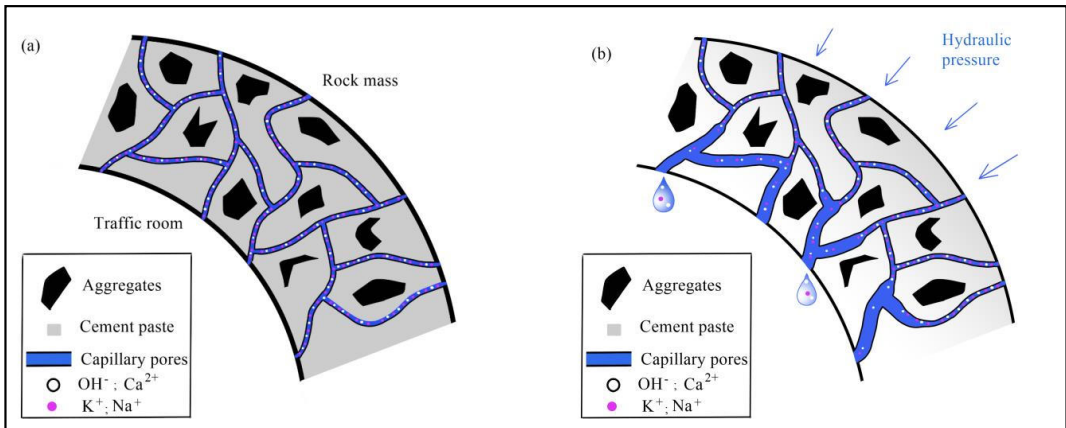 (a)
Rock mass
Traffic room
Aggregates
Cement paste
Capillary pores
OH⁻ ; Ca²⁺
K⁺ ; Na⁺
(b)
Hydraulic
pressure
Aggregates
Cement paste
Capillary pores
OH⁻ ; Ca²⁺
K⁺ ; Na⁺